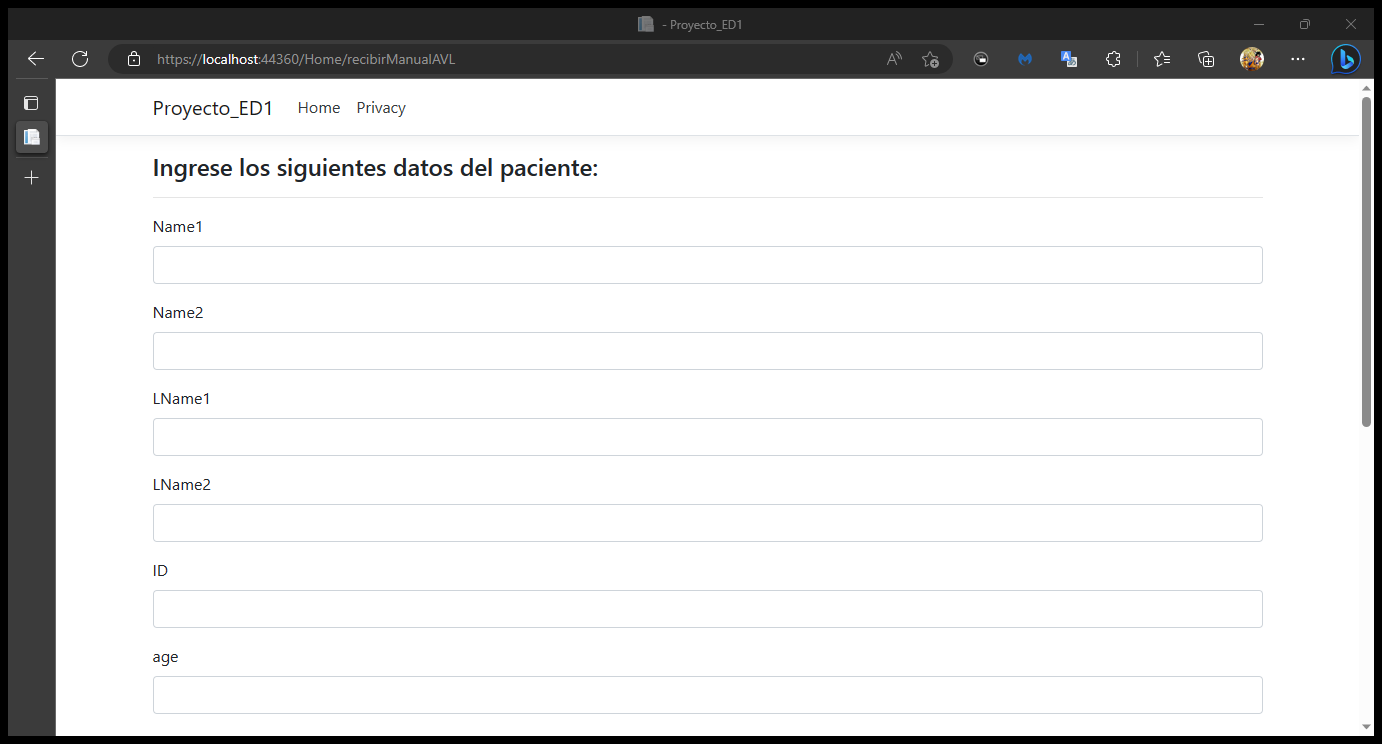 - Proyecto_ED1
https://localhost:44360/Home/recibirManualAVL
Proyecto_ED1 Home Privacy
Ingrese los siguientes datos del paciente:
Name1
Name2
LName1
LName2
ID
age